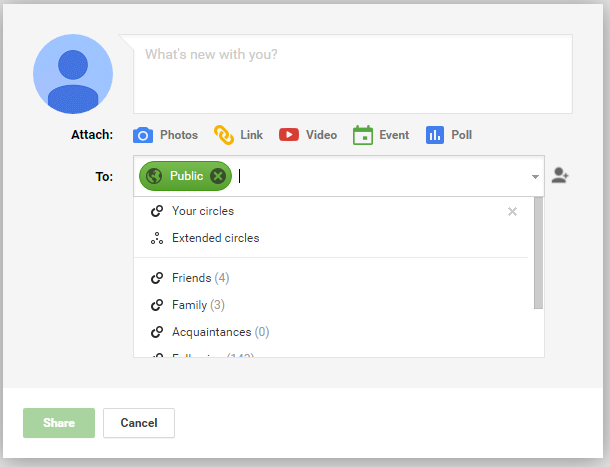 What's new with you?
Attach: Photos Link Video Event Poll
To: Public
Your circles
Extended circles
Friends (4)
Family (3)
Acquaintances (0)
Share Cancel